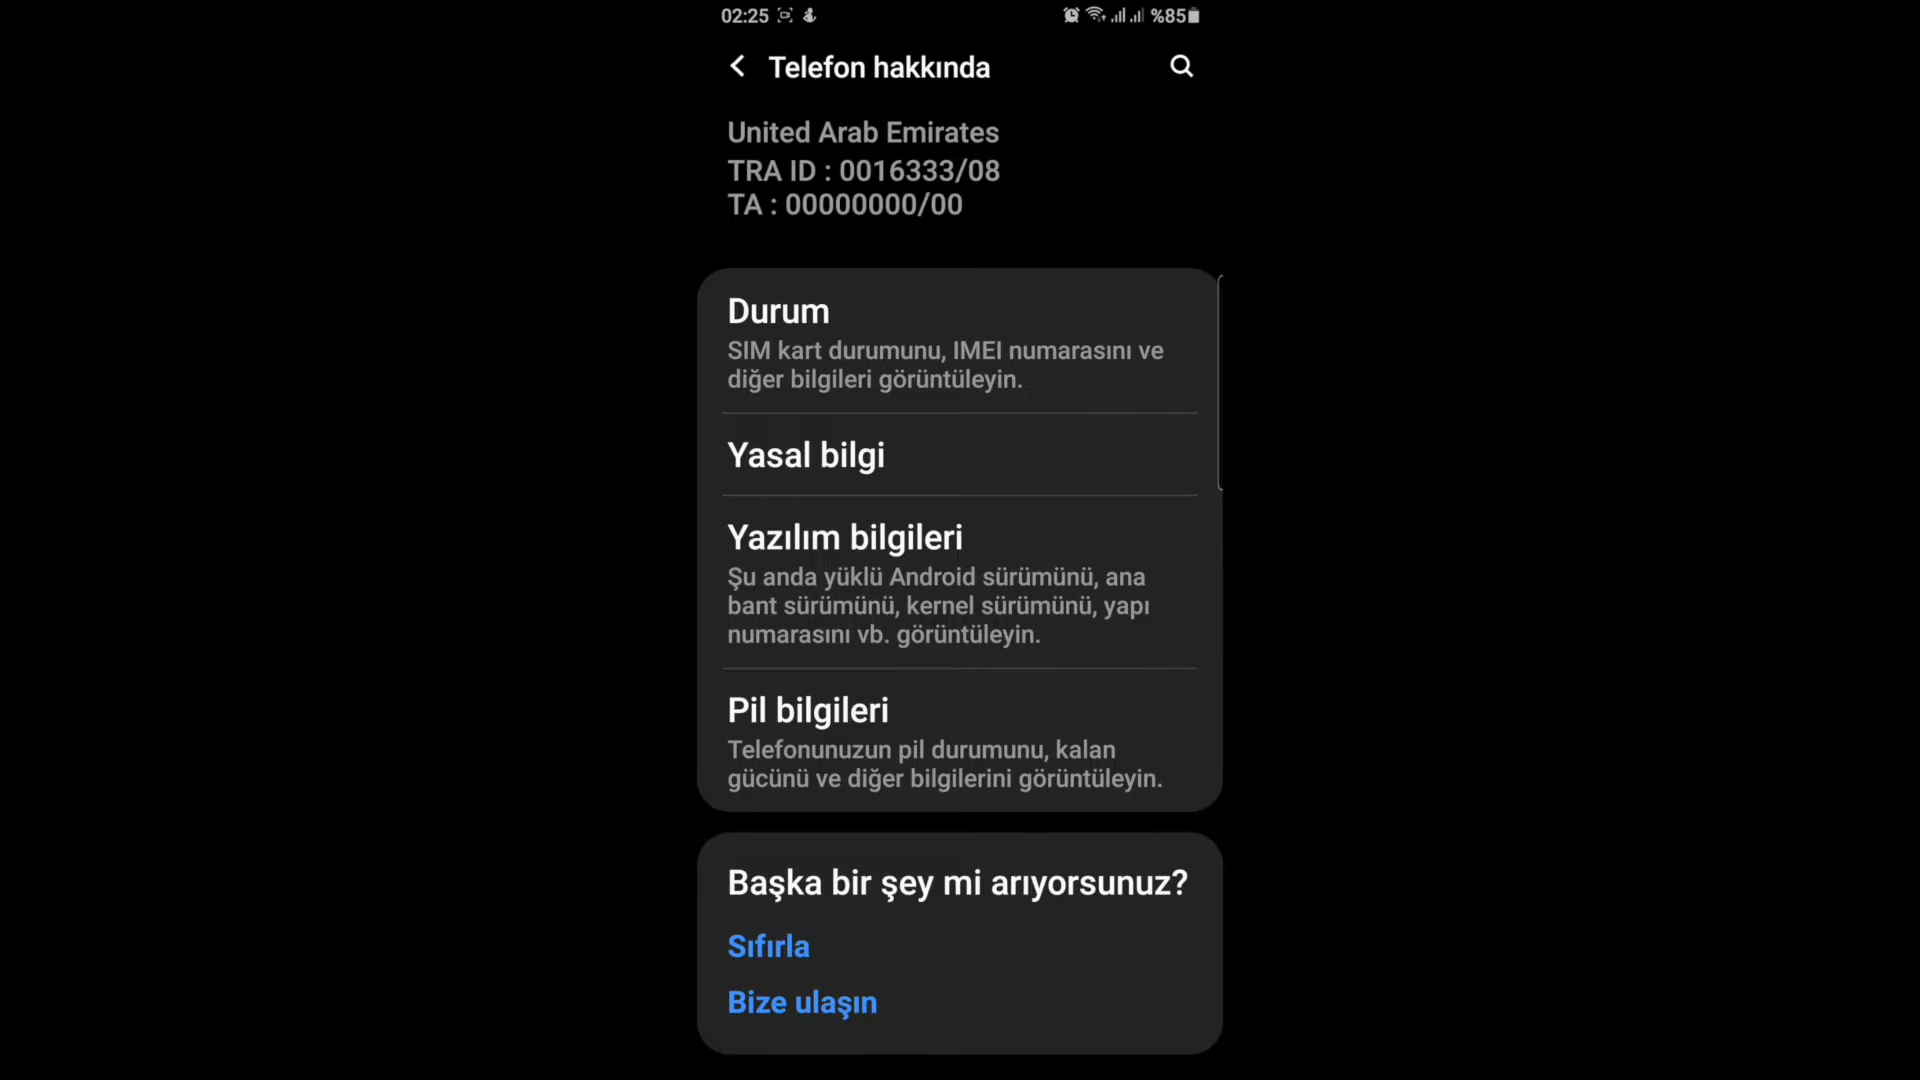 02:25 %85
Telefon hakkında
United Arab Emirates
TRA ID : 0016333/08
TA : 00000000/00
Durum
SIM kart durumunu, IMEI numarasını ve
diğer bilgileri görüntüleyin.
Yasal bilgi
Yazılım bilgileri
Şu anda yüklü Android sürümünü, ana
bant sürümünü, kernel sürümünü, yapı
numarasını vb. görüntüleyin.
Pil bilgileri
Telefonunuzun pil durumunu, kalan
gücünü ve diğer bilgilerini görüntüleyin.
Başka bir şey mi arıyorsunuz?
Sıfırla
Bize ulaşın